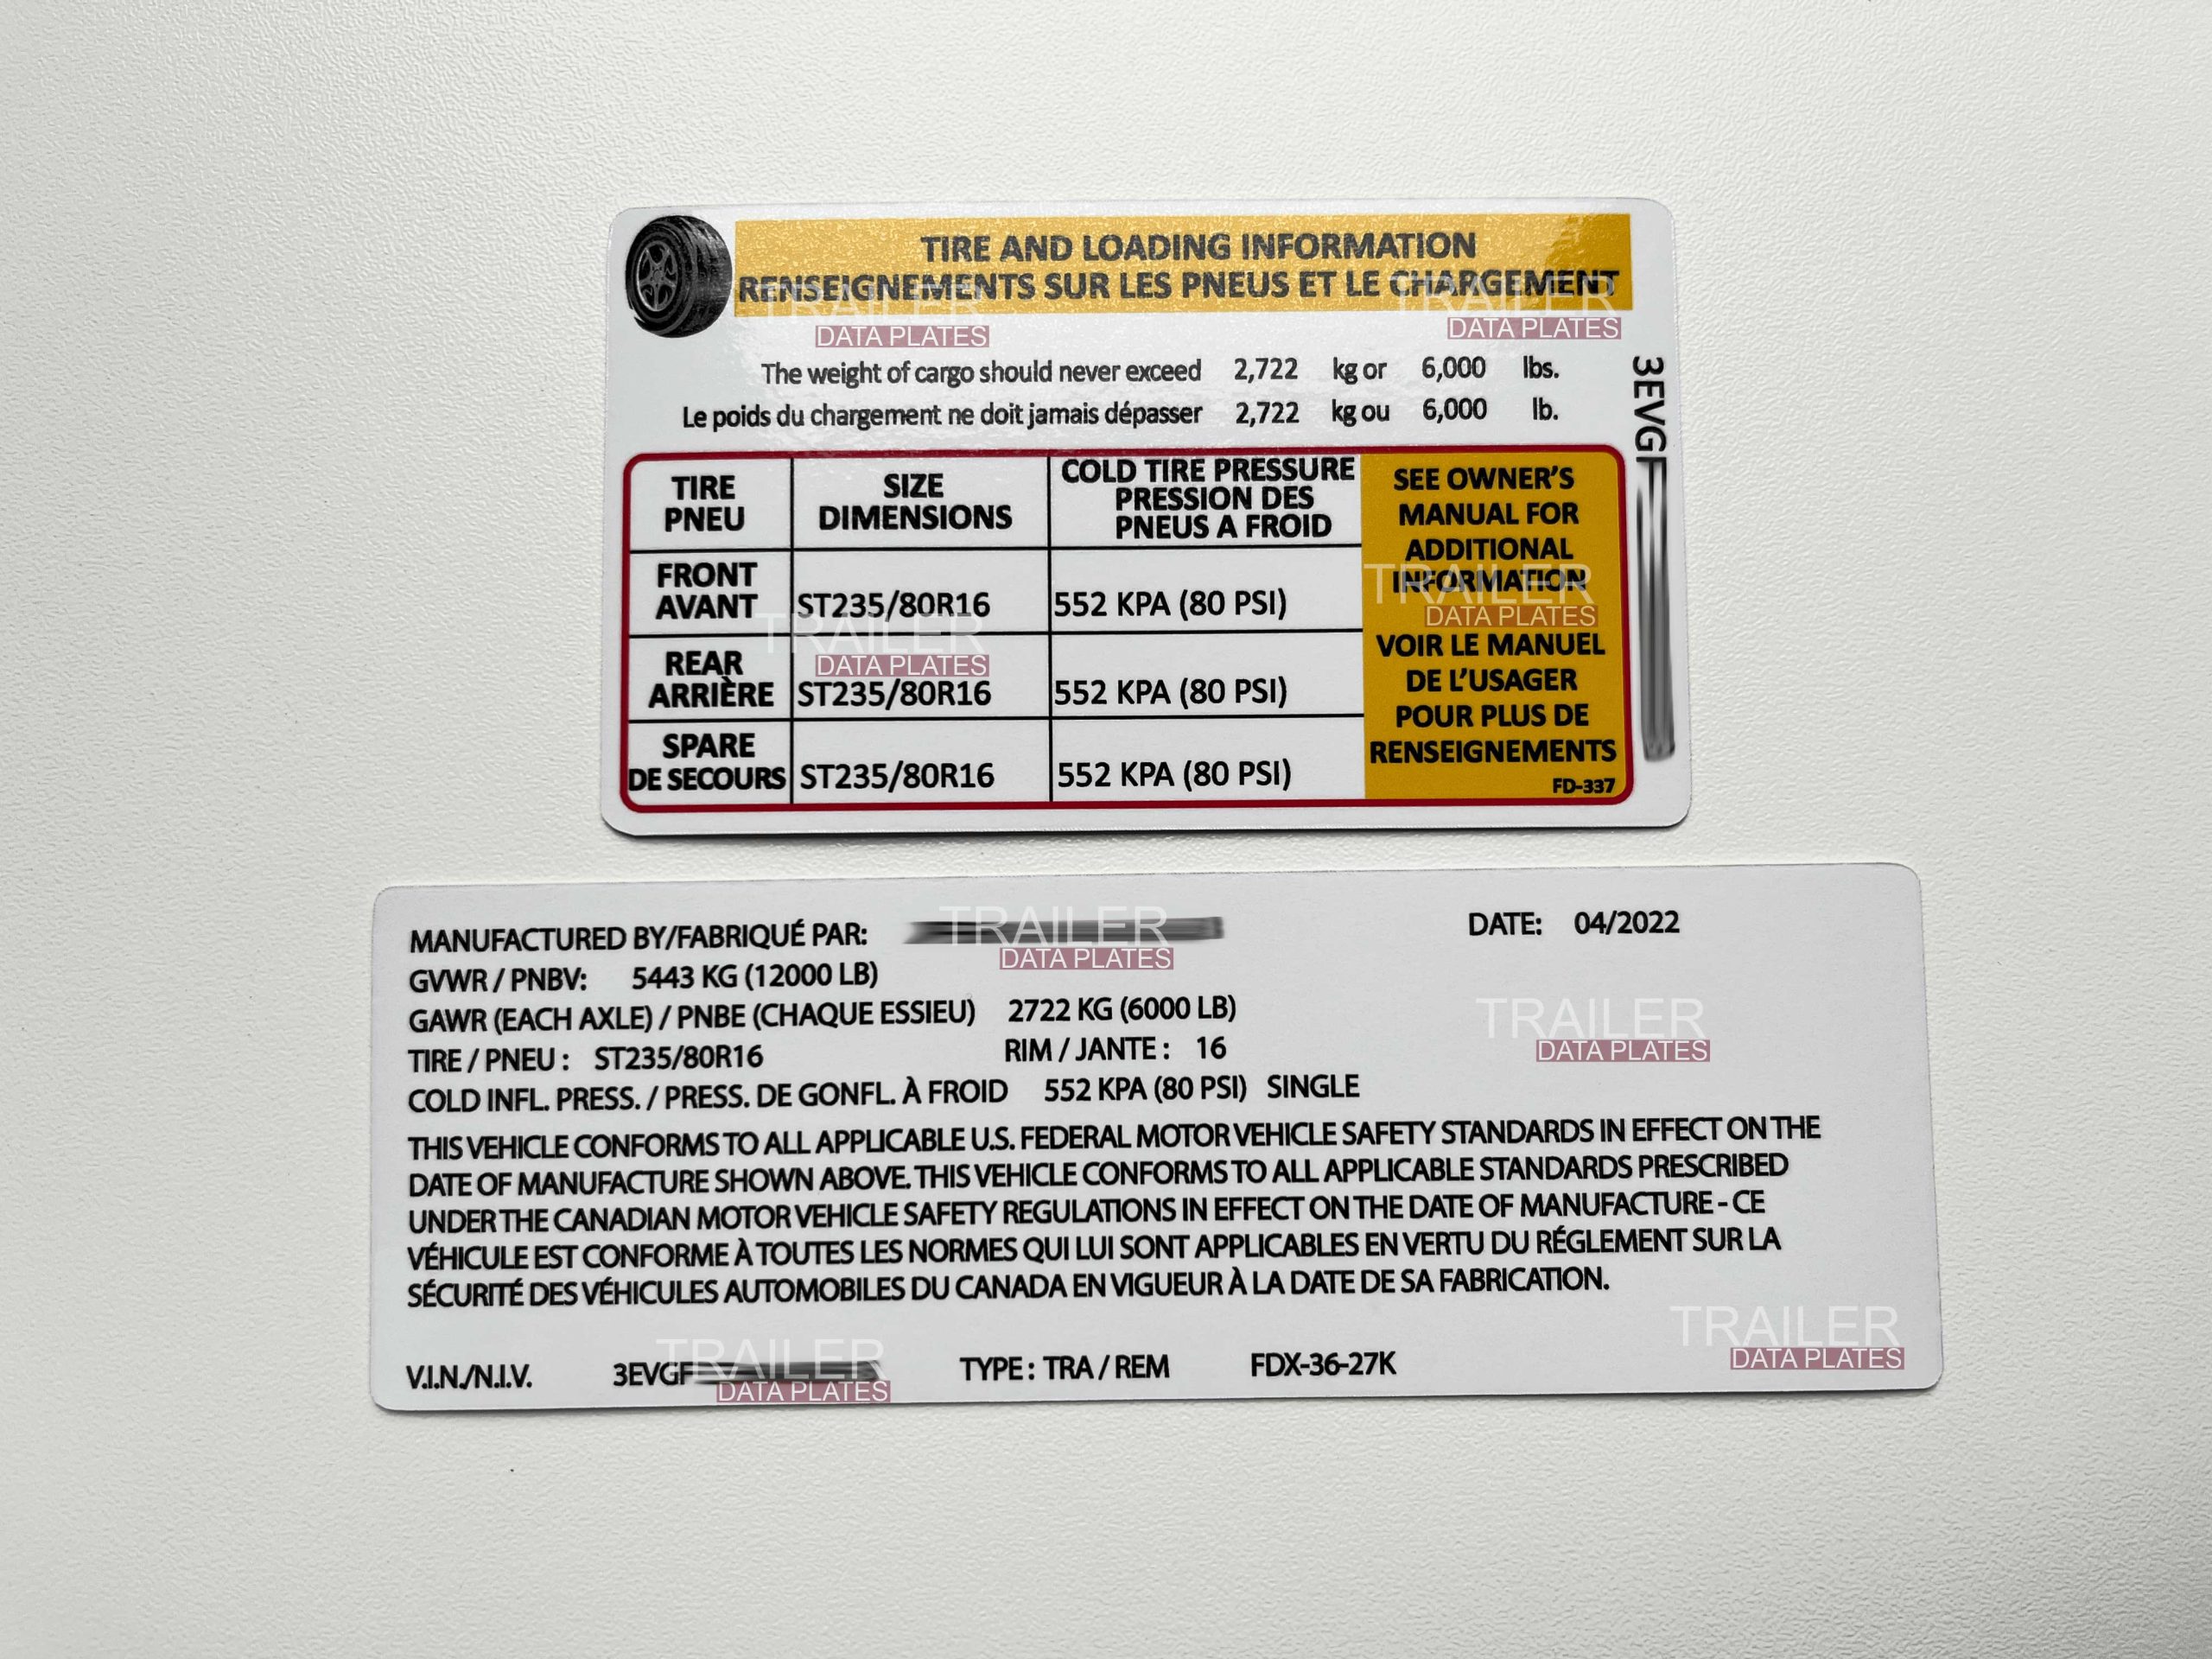 TIRE AND LOADING INFORMATION
RENSEIGNEMENTS SUR LES PNEUS ET LE CHARGEMENT
TRAILER
DATA PLATES
TRAILER
DATA PLATES
The weight of cargo should never exceed 2,722 kg or 6,000 lbs.
Le poids du chargement ne doit jamais dépasser 2,722 kg ou 6,000 lb.
3EVGF
TIRE
PNEU
SIZE
DIMENSIONS
COLD TIRE PRESSURE
PRESSION DES
PNEUS A FROID
FRONT
AVANT
ST235/80R16
552 KPA (80 PSI)
TRAILER
DATA PLATES
REAR
ARRIÈRE
ST235/80R16
552 KPA (80 PSI)
SPARE
DE SECOURS
ST235/80R16
552 KPA (80 PSI)
SEE OWNER'S
MANUAL FOR
ADDITIONAL
INFORMATION
TRAILER
DATA PLATES
VOIR LE MANUEL
DE L'USAGER
POUR PLUS DE
RENSEIGNEMENTS
FD-337
MANUFACTURED BY/FABRIQUÉ PAR:
TRAILER
DATA PLATES
DATE: 04/2022
GVWR / PNBV: 5443 KG (12000 LB)
GAWR (EACH AXLE) / PNBE (CHAQUE ESSIEU) 2722 KG (6000 LB)
TRAILER
DATA PLATES
TIRE / PNEU : ST235/80R16 RIM / JANTE : 16
COLD INFL. PRESS. / PRESS. DE GONFL. À FROID 552 KPA (80 PSI) SINGLE
THIS VEHICLE CONFORMS TO ALL APPLICABLE U.S. FEDERAL MOTOR VEHICLE SAFETY STANDARDS IN EFFECT ON THE
DATE OF MANUFACTURE SHOWN ABOVE. THIS VEHICLE CONFORMS TO ALL APPLICABLE STANDARDS PRESCRIBED
UNDER THE CANADIAN MOTOR VEHICLE SAFETY REGULATIONS IN EFFECT ON THE DATE OF MANUFACTURE - CE
VÉHICULE EST CONFORME À TOUTES LES NORMES QUI LUI SONT APPLICABLES EN VERTU DU RÉGLEMENT SUR LA
SÉCURITÉ DES VÉHICULES AUTOMOBILES DU CANADA EN VIGUEUR À LA DATE DE SA FABRICATION.
TRAILER
DATA PLATES
V.I.N./N.I.V. 3EVGF TYPE : TRA / REM FDX-36-27K
TRAILER
DATA PLATES